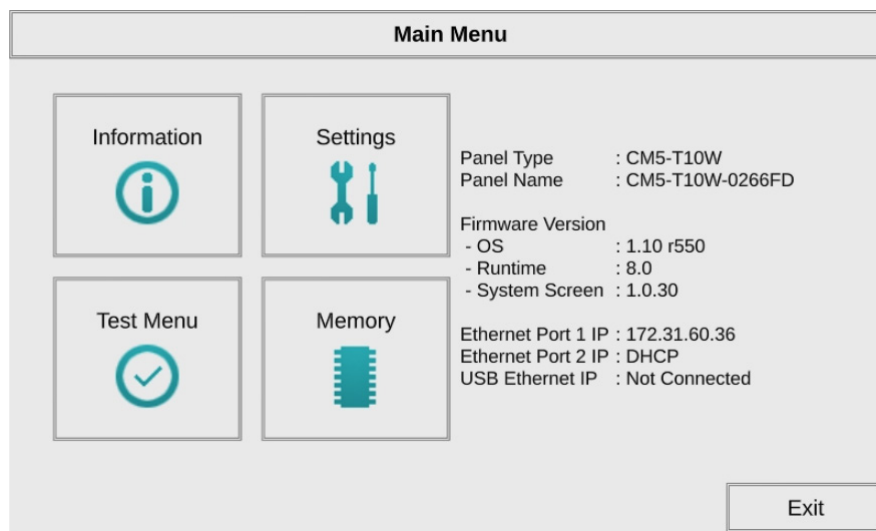 Main Menu
Information
Settings
Test Menu
Memory
Panel Type : CM5-T10W
Panel Name : CM5-T10W-0266FD
Firmware Version
- OS : 1.10 r550
- Runtime : 8.0
- System Screen : 1.0.30
Ethernet Port 1 IP : 172.31.60.36
Ethernet Port 2 IP : DHCP
USB Ethernet IP : Not Connected
Exit